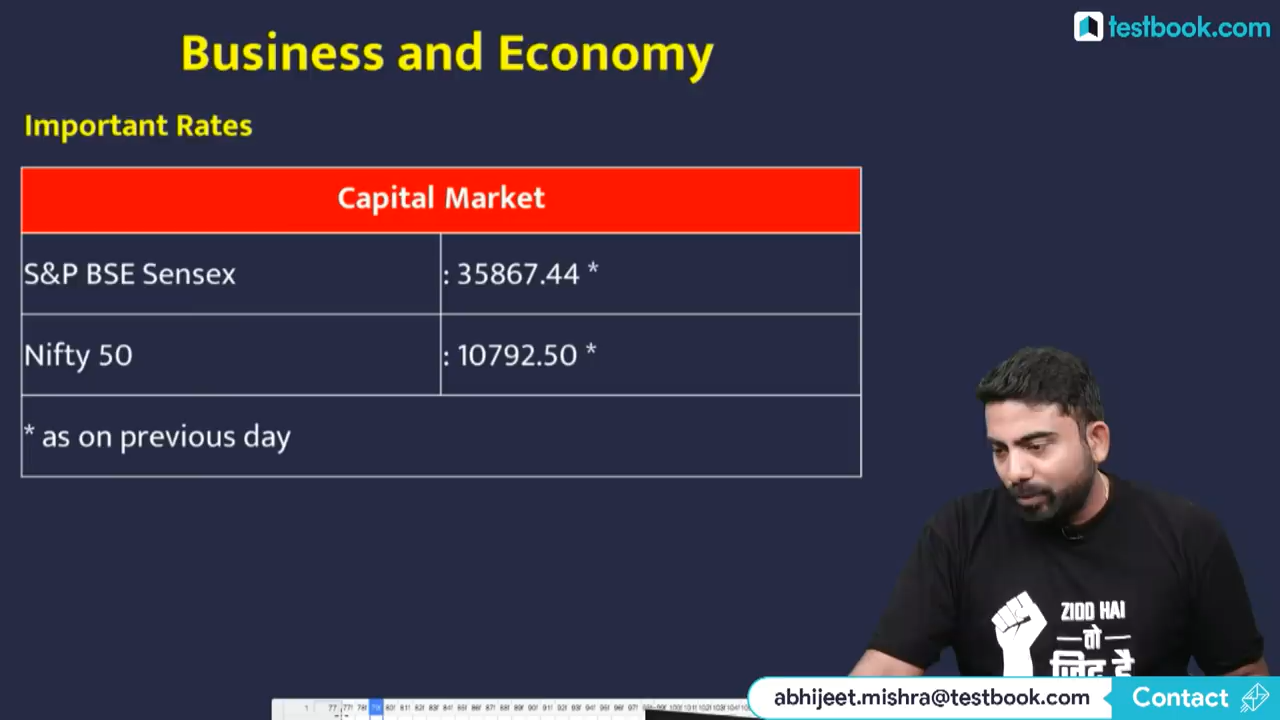 testbook.com
Business and Economy
Important Rates
Capital Market
S&P BSE Sensex : 35867.44 *
Nifty 50 : 10792.50 *
* as on previous day
ZIDD HAI
वो
ज़िद है
abhijeet.mishra@testbook.com
Contact